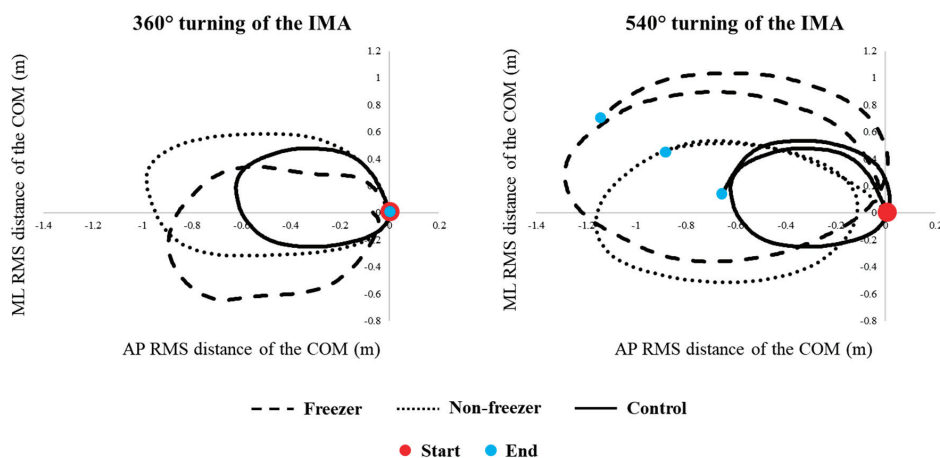 360° turning of the IMA
540° turning of the IMA
ML RMS distance of the COM (m)
1.2
1
0.8
0.6
0.4
0.2
0
-0.2
-0.4
-0.6
-0.8
-1.4 -1.2 -1 -0.8 -0.6 -0.4 -0.2 0 0.2
AP RMS distance of the COM (m)
ML RMS distance of the COM (m)
1.2
1
0.8
0.6
0.4
0.2
0
-0.2
-0.4
-0.6
-0.8
-1.4 -1.2 -1 -0.8 -0.6 -0.4 -0.2 0 0.2
AP RMS distance of the COM (m)
Freezer Non-freezer Control
Start End